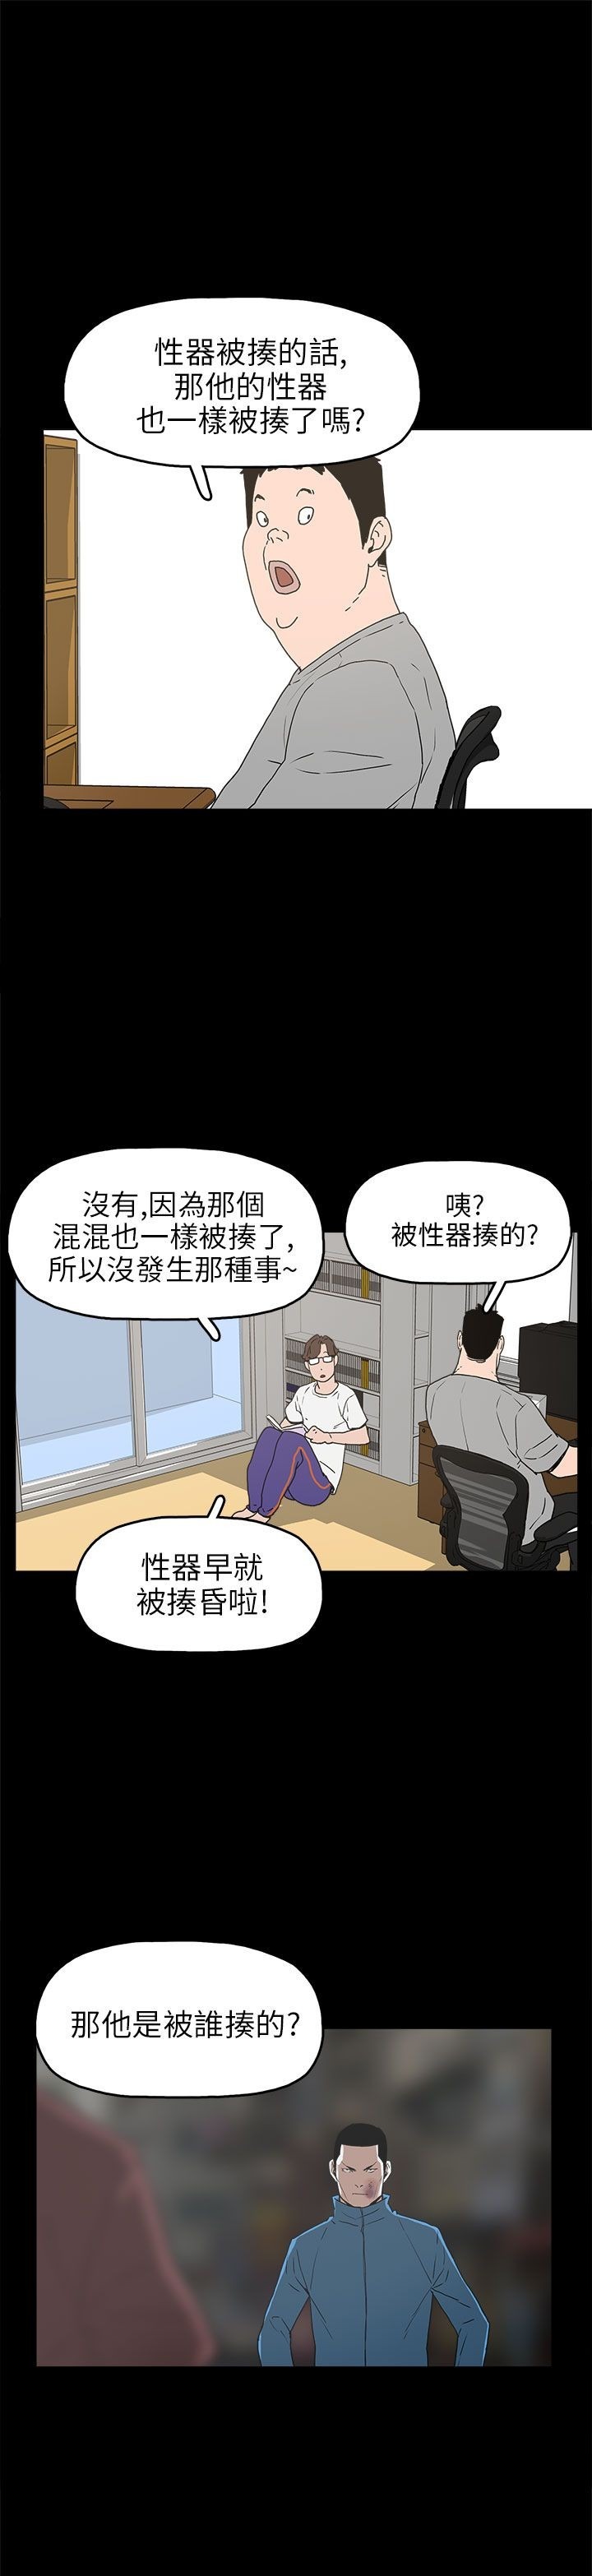 性器被揍的話,
那他的性器
也一樣被揍了嗎?
沒有,因為那個
混混也一樣被揍了,
所以沒發生那種事~
咦?
被性器揍的?
性器早就
被揍昏啦!
那他是被誰揍的?